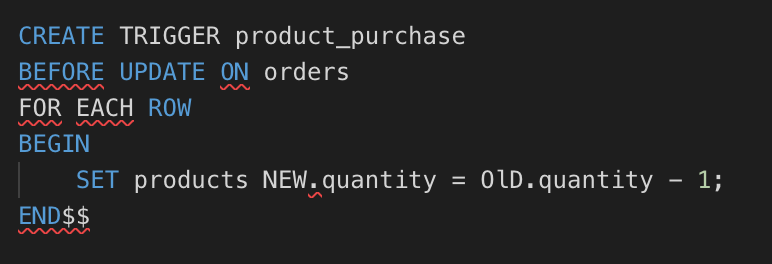 CREATE TRIGGER product_purchase
BEFORE UPDATE ON orders
FOR EACH ROW
BEGIN
    SET products NEW.quantity = OlD.quantity - 1;
END$$